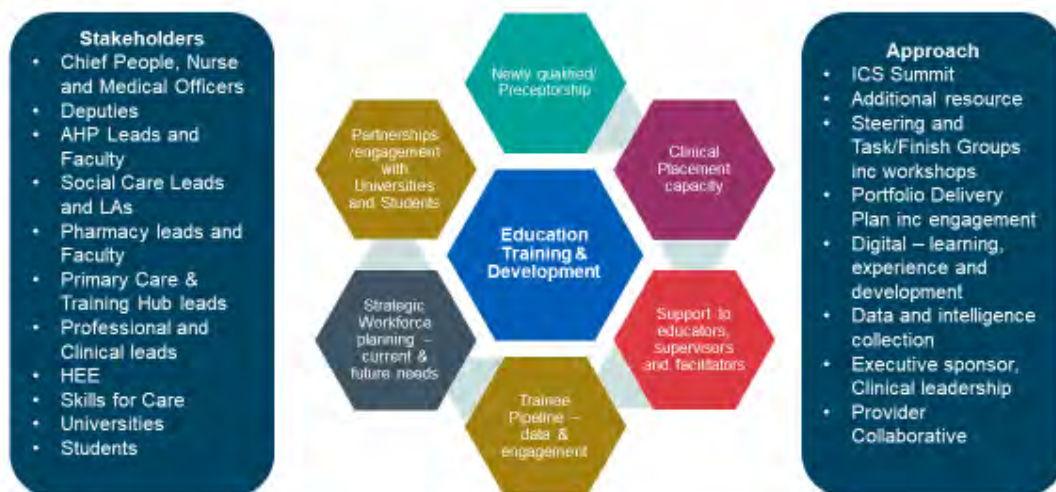 Stakeholders
• Chief People, Nurse
and Medical Officers
• Deputies
• AHP Leads and
Faculty
• Social Care Leads
and LAs
• Pharmacy leads and
Faculty
• Primary Care &
Training Hub leads
• Professional and
Clinical leads
• HEE
• Skills for Care
• Universities
• Students
Newly qualified/
Preceptorship
Partnerships
/engagement
with
Universities
and Students
Clinical
Placement
capacity
Education
Training &
Development
Strategic
Workforce
planning –
current &
future needs
Support to
educators,
supervisors
and facilitators
Trainee
Pipeline –
data &
engagement
Approach
• ICS Summit
• Additional resource
• Steering and
Task/Finish Groups
inc workshops
• Portfolio Delivery
Plan inc engagement
• Digital – learning,
experience and
development
• Data and intelligence
collection
• Executive sponsor,
Clinical leadership
• Provider
Collaborative